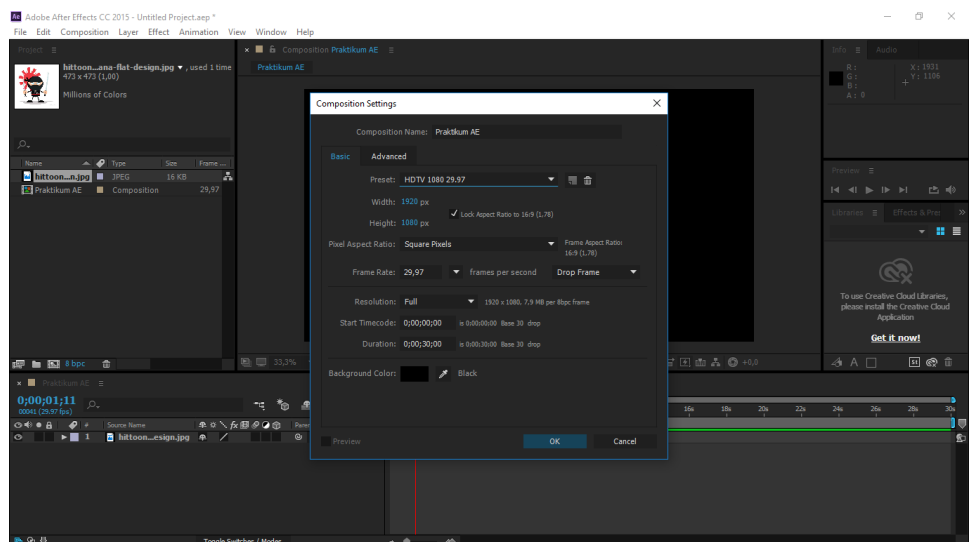 Ae Adobe After Effects CC 2015 - Untitled Project.aep *
File Edit Composition Layer Effect Animation View Window Help
Project
hittoon...ana-flat-design.jpg ▼ , used 1 time
473 x 473 (1,00)
Millions of Colors
Name Type Size Frame ...
hittoon...n.jpg JPEG 16 KB
Praktikum AE Composition 29,97
8 bpc
Composition Praktikum AE
Praktikum AE
33,3%
+0,0
Composition Settings
Composition Name: Praktikum AE
Basic Advanced
Preset: HDTV 1080 29.97
Width: 1920 px
Lock Aspect Ratio to 16:9 (1,78)
Height: 1080 px
Pixel Aspect Ratio: Square Pixels
Frame Aspect Ratio:
16:9 (1,78)
Frame Rate: 29,97 frames per second Drop Frame
Resolution: Full 1920 x 1080, 7,9 MB per 8bpc frame
Start Timecode: 0;00;00;00 is 0:00:00:00 Base 30 drop
Duration: 0;00;30;00 is 0:00:30:00 Base 30 drop
Background Color: Black
Preview OK Cancel
Info Audio
R : X : 1931
G : Y : 1106
B :
A : 0
Preview
Libraries Effects & Pre:
To use Creative Cloud Libraries,
please install the Creative Cloud
Application
Get it now!
Praktikum AE
0;00;01;11
00041 (29.97 fps)
16s 18s 20s 22s 24s 26s 28s 30s
# Source Name
1 hittoon...esign.jpg
Toggle Switches / Modes